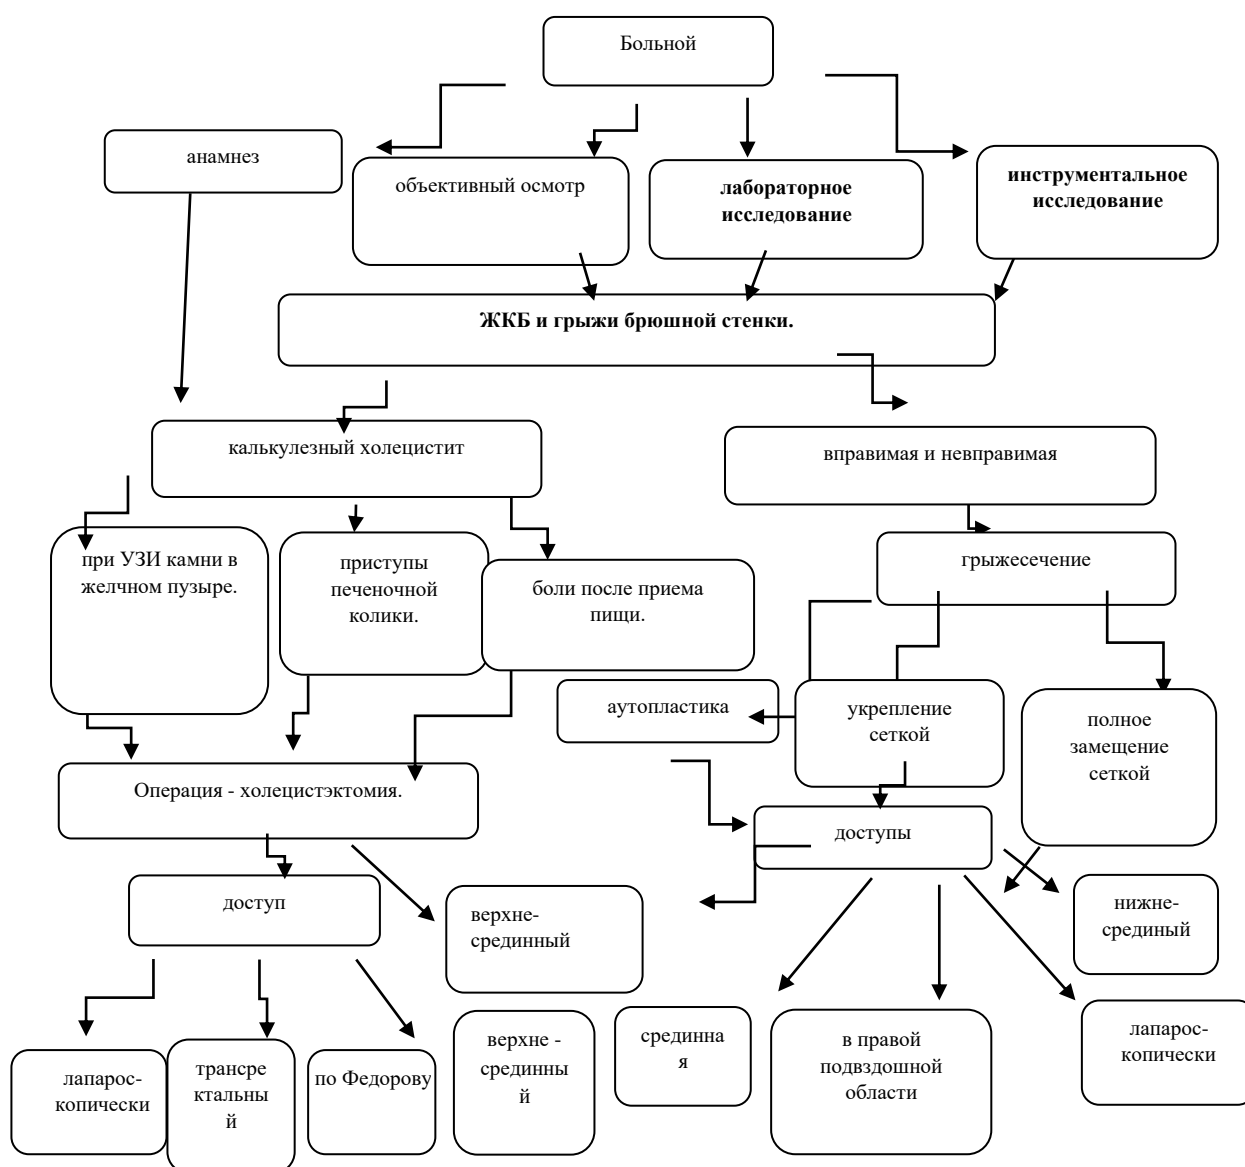 Больной
анамнез
объективный осмотр
лабораторное
исследование
инструментальное
исследование
ЖКБ и грыжи брюшной стенки.
калькулезный холецистит
вправимая и невправимая
при УЗИ камни в
желчном пузыре.
приступы
печеночной
колики.
боли после приема
пищи.
грыжесечение
аутопластика
укрепление
сеткой
полное
замещение
сеткой
Операция - холецистэктомия.
доступы
доступ
верхне-
срединный
нижне-
срединый
лапарос-
копически
трансре
ктальны
й
по Федорову
верхне -
срединны
й
срединна
я
в правой
подвздошной
области
лапарос-
копически